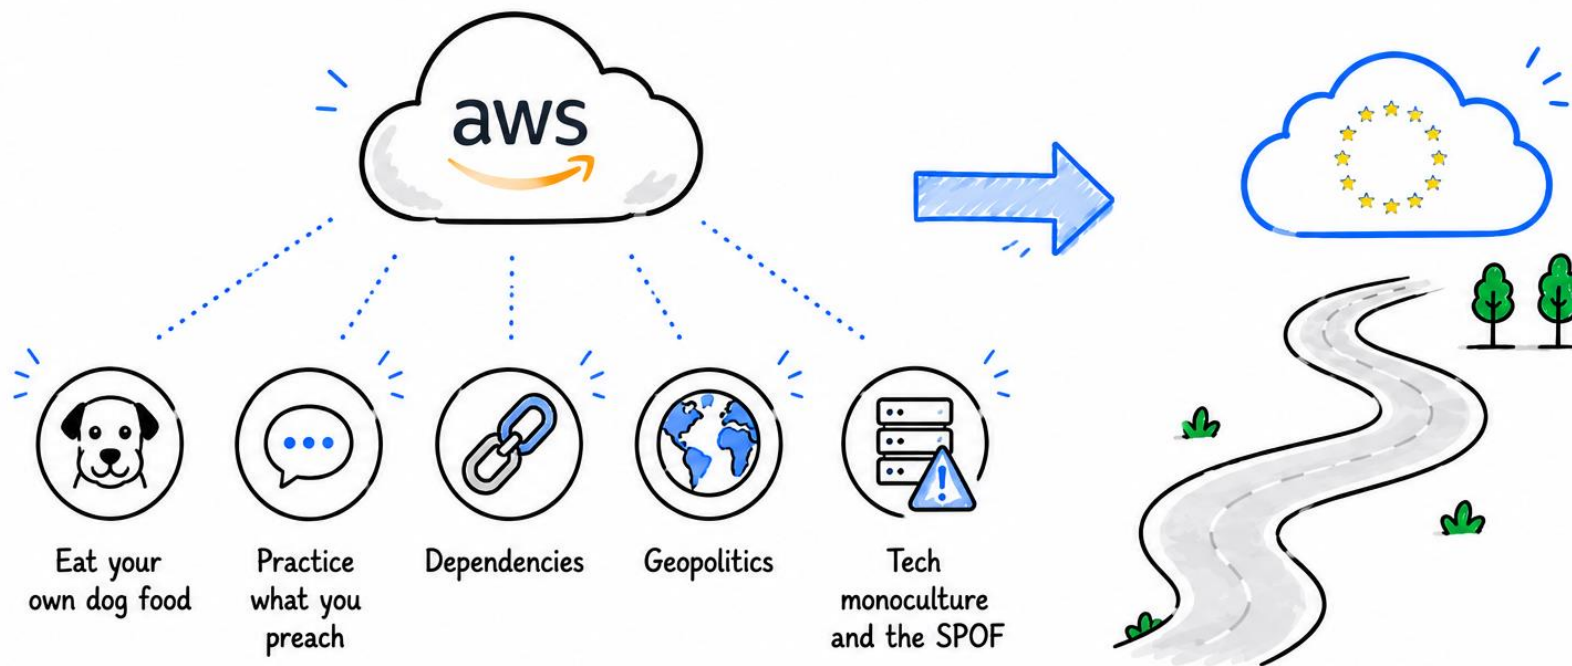 aws
Eat your
own dog food
Practice
what you
preach
Dependencies
Geopolitics
Tech
monoculture
and the SPOF